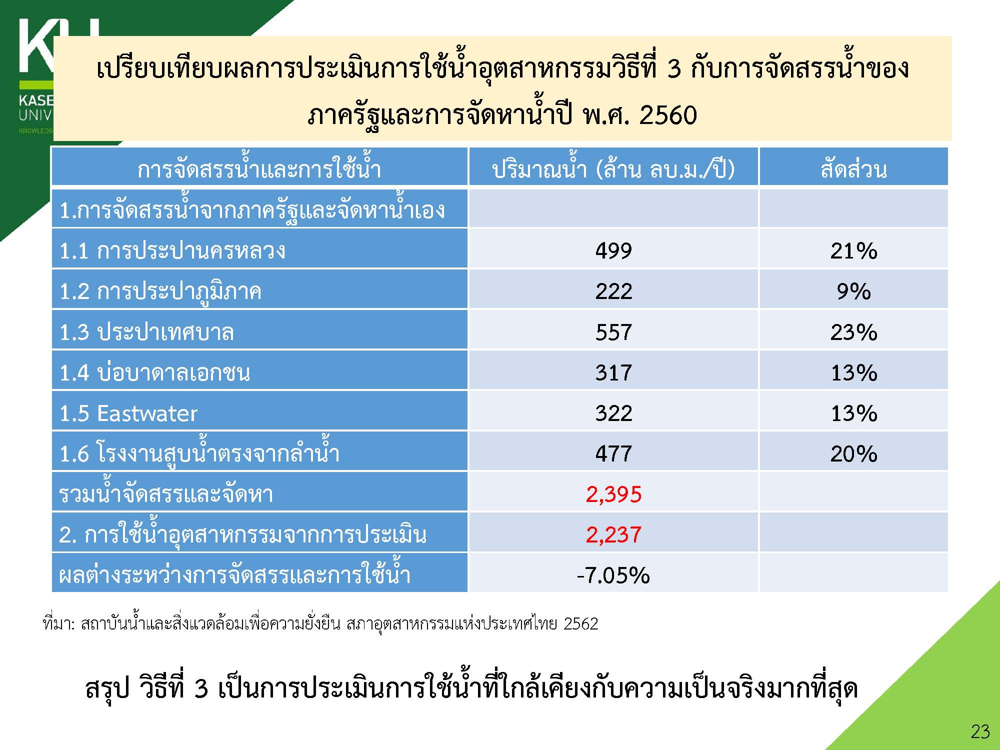 KU
KASE
UNIV
KNOWLEDG
เปรียบเทียบผลการประเมินการใช้น้ำอุตสาหกรรมวิธีที่ 3 กับการจัดสรรน้ำของ
ภาครัฐและการจัดหาน้ำปี พ.ศ. 2560
การจัดสรรน้ำและการใช้น้ำ ปริมาณน้ำ (ล้าน ลบ.ม./ปี) สัดส่วน
1.การจัดสรรน้ำจากภาครัฐและจัดหาน้ำเอง
1.1 การประปานครหลวง 499 21%
1.2 การประปาภูมิภาค 222 9%
1.3 ประปาเทศบาล 557 23%
1.4 บ่อบาดาลเอกชน 317 13%
1.5 Eastwater 322 13%
1.6 โรงงานสูบน้ำตรงจากลำน้ำ 477 20%
รวมน้ำจัดสรรและจัดหา 2,395
2. การใช้น้ำอุตสาหกรรมจากการประเมิน 2,237
ผลต่างระหว่างการจัดสรรและการใช้น้ำ -7.05%
ที่มา: สถาบันน้ำและสิ่งแวดล้อมเพื่อความยั่งยืน สภาอุตสาหกรรมแห่งประเทศไทย 2562
สรุป วิธีที่ 3 เป็นการประเมินการใช้น้ำที่ใกล้เคียงกับความเป็นจริงมากที่สุด
23